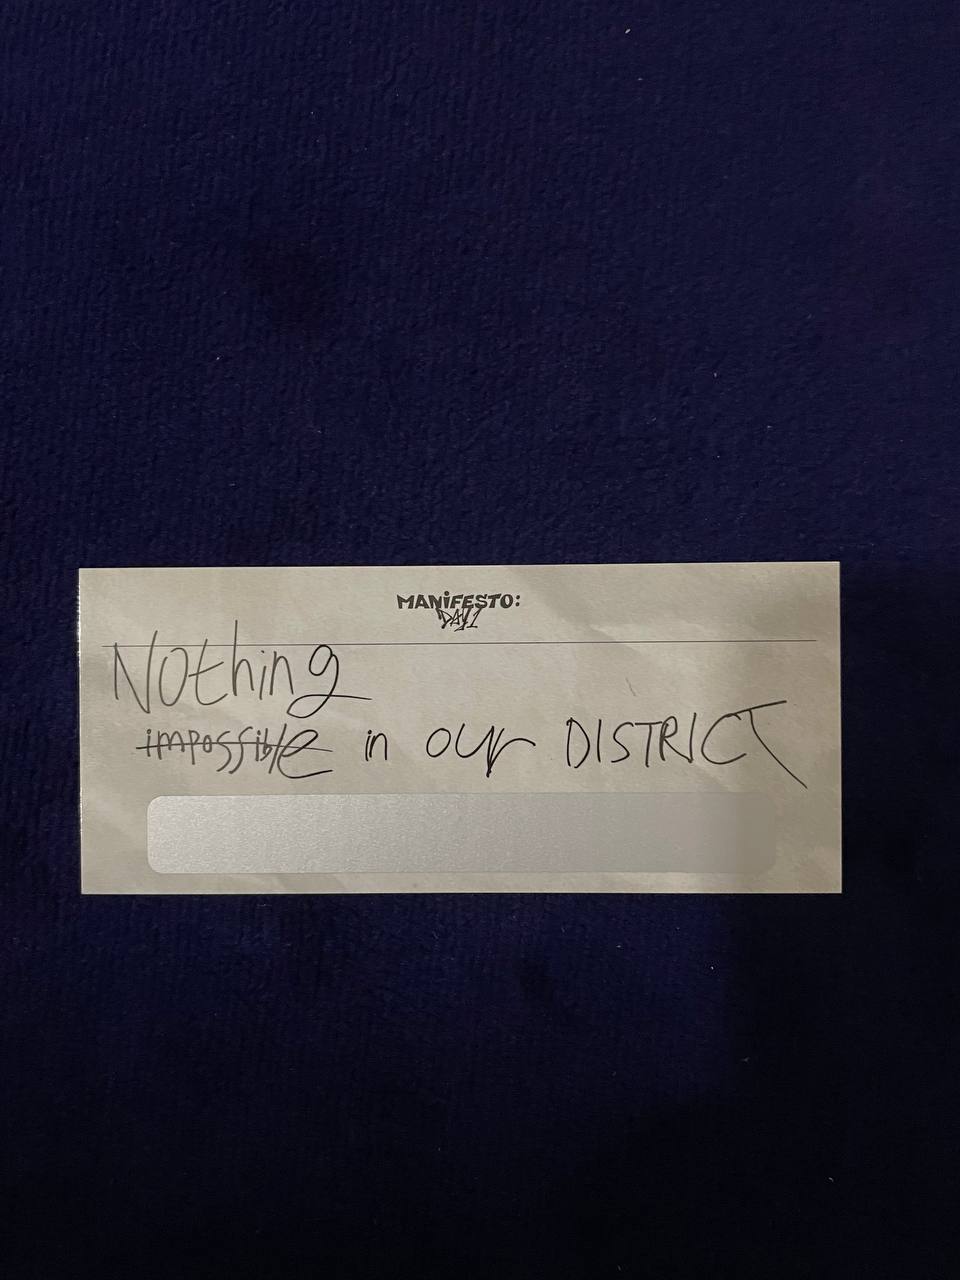 MANiFESTO:
DAY1
Nothing
impossible in our DISTRICT